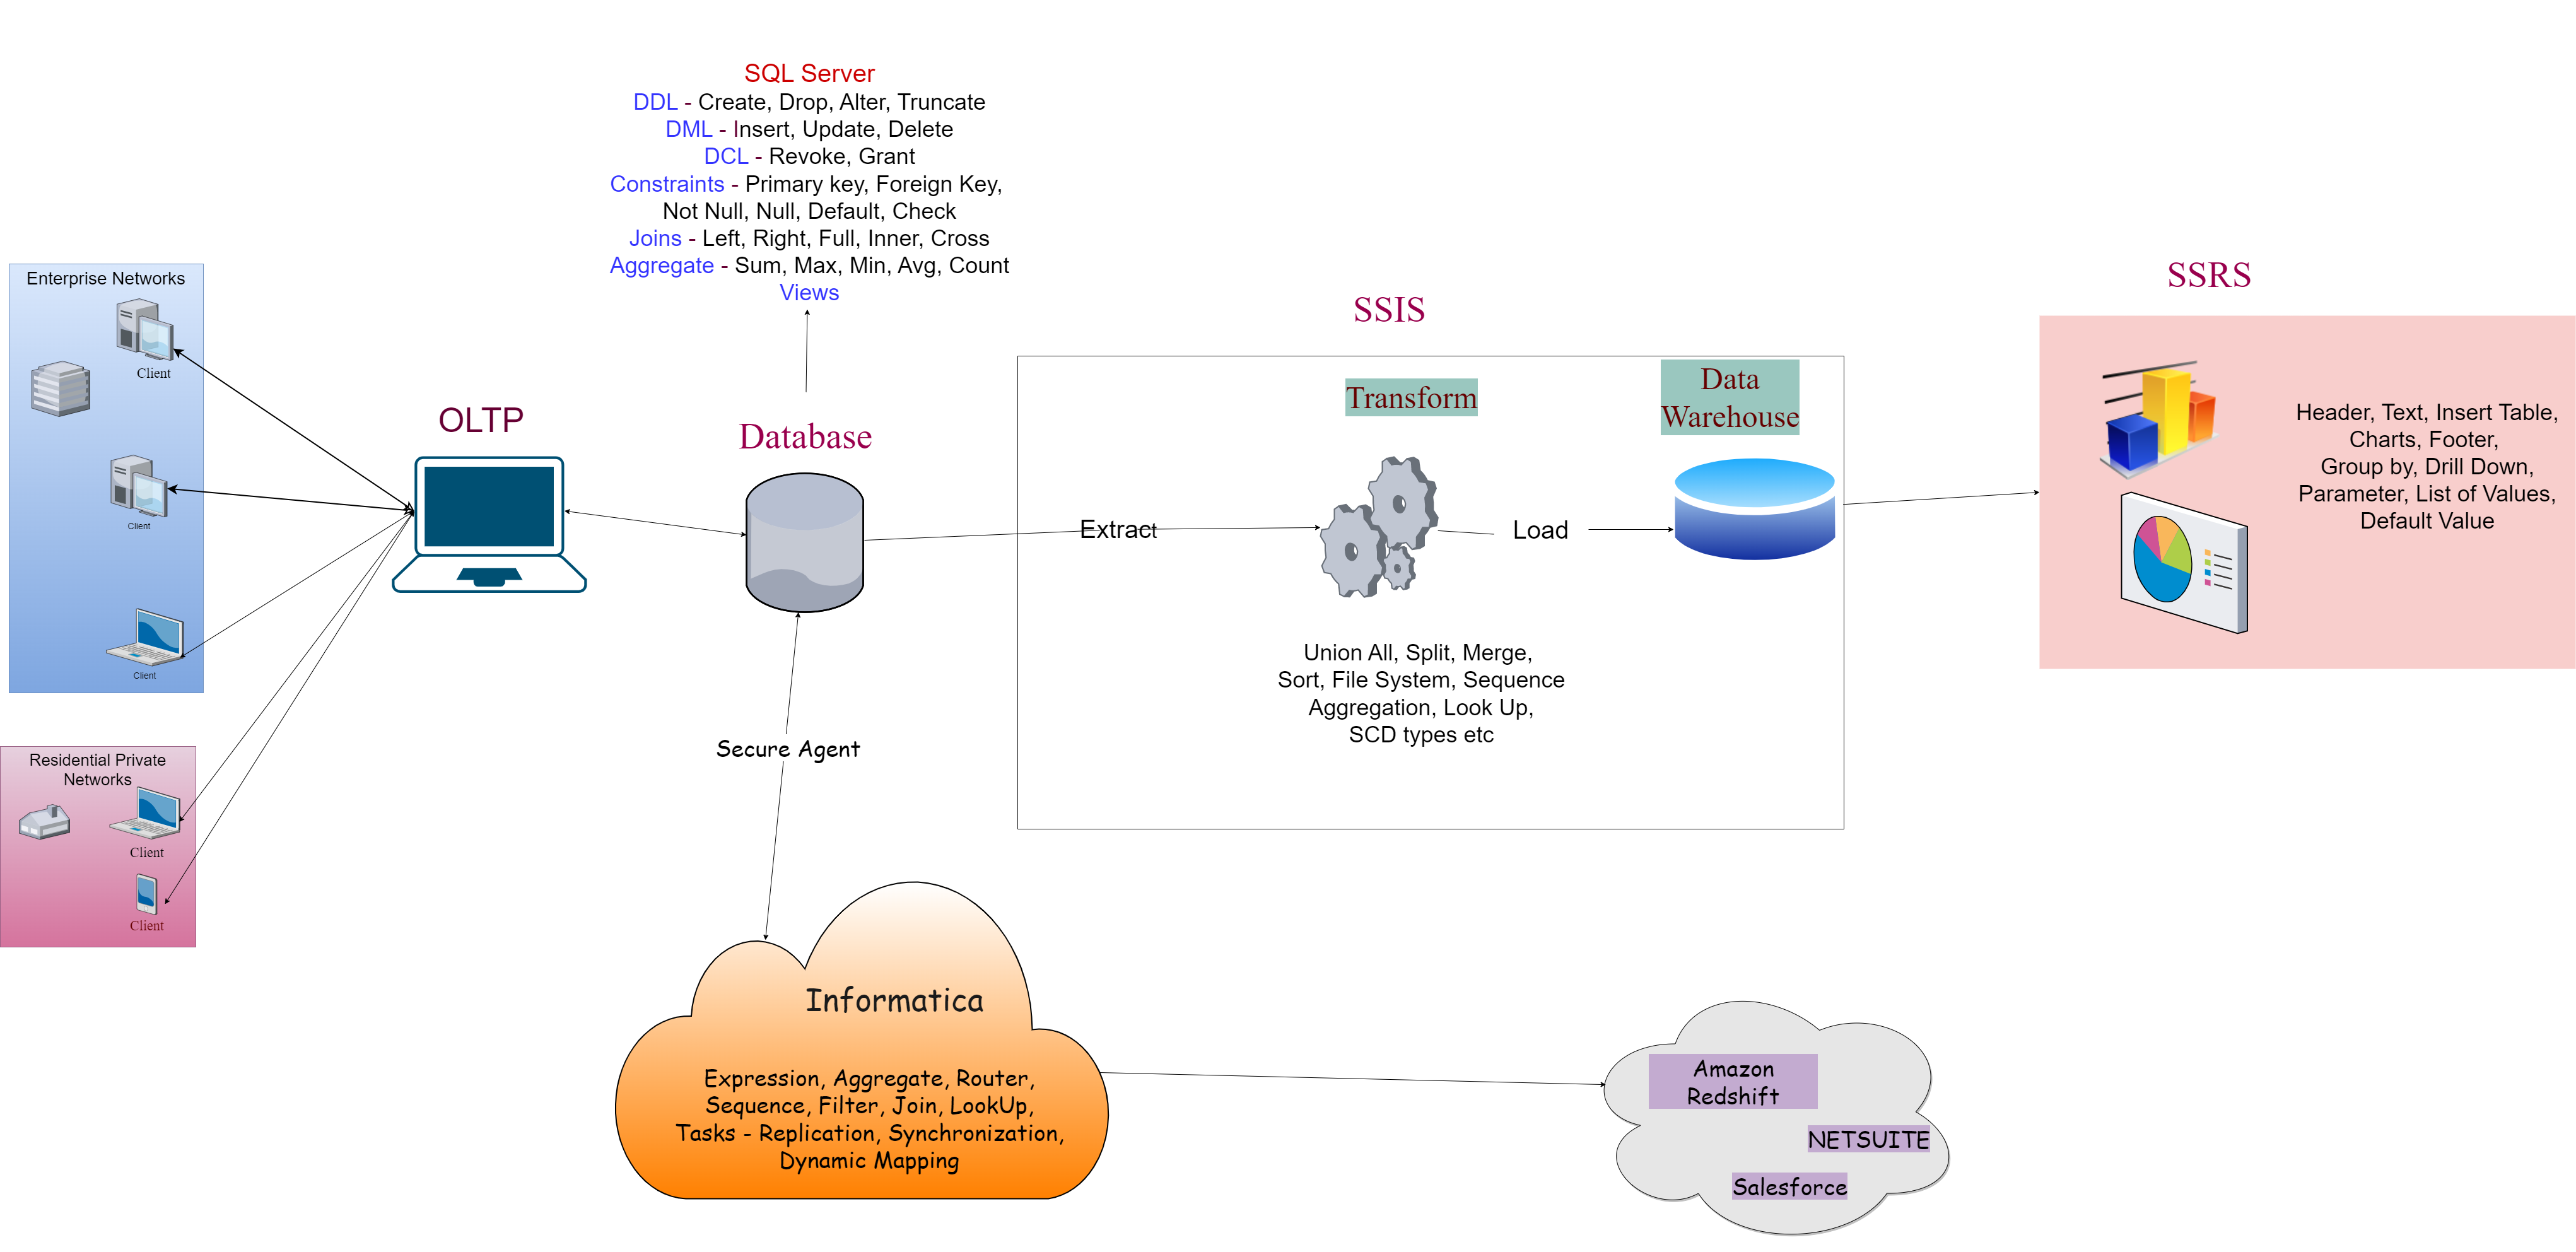 SQL Server
DDL - Create, Drop, Alter, Truncate
DML - Insert, Update, Delete
DCL - Revoke, Grant
Constraints - Primary key, Foreign Key,
Not Null, Null, Default, Check
Joins - Left, Right, Full, Inner, Cross
Aggregate - Sum, Max, Min, Avg, Count
Views
Enterprise Networks
Client
Client
Client
Residential Private
Networks
Client
Client
OLTP
Database
SSIS
Extract
Transform
Load
Data
Warehouse
Union All, Split, Merge,
Sort, File System, Sequence
Aggregation, Look Up,
SCD types etc
SSRS
Header, Text, Insert Table,
Charts, Footer,
Group by, Drill Down,
Parameter, List of Values,
Default Value
Secure Agent
Informatica
Expression, Aggregate, Router,
Sequence, Filter, Join, LookUp,
Tasks - Replication, Synchronization,
Dynamic Mapping
Amazon
Redshift
NETSUITE
Salesforce